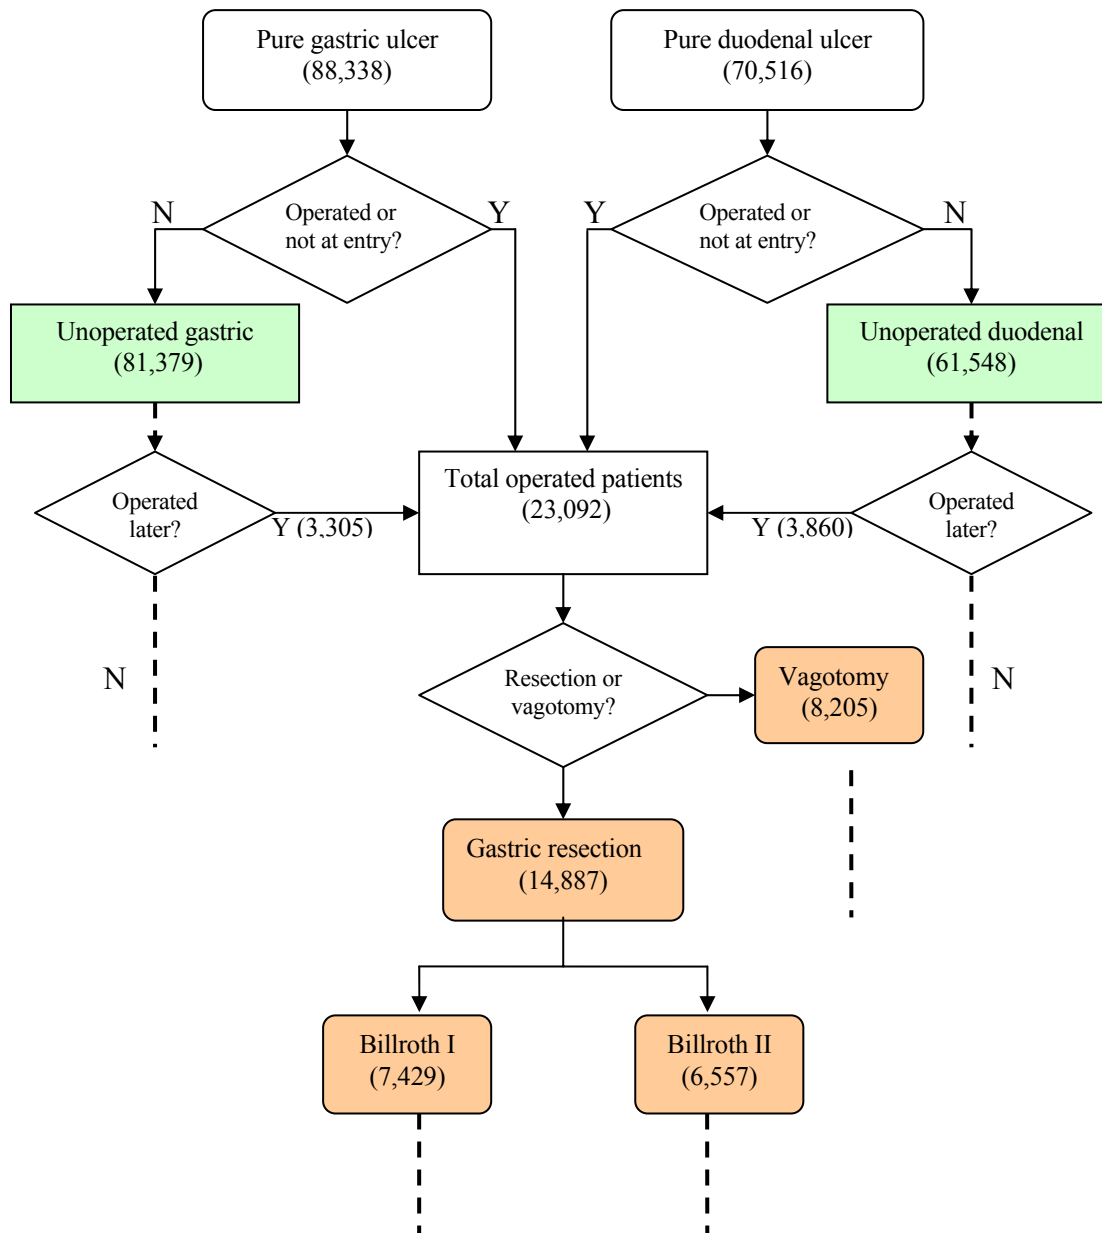 Pure gastric ulcer
(88,338)
Pure duodenal ulcer
(70,516)
N
Operated or
not at entry?
Y
Y
Operated or
not at entry?
N
Unoperated gastric
(81,379)
Unoperated duodenal
(61,548)
Total operated patients
(23,092)
Operated
later?
Y (3,305)
Y (3,860)
Operated
later?
N
Resection or
vagotomy?
Vagotomy
(8,205)
N
Gastric resection
(14,887)
Billroth I
(7,429)
Billroth II
(6,557)